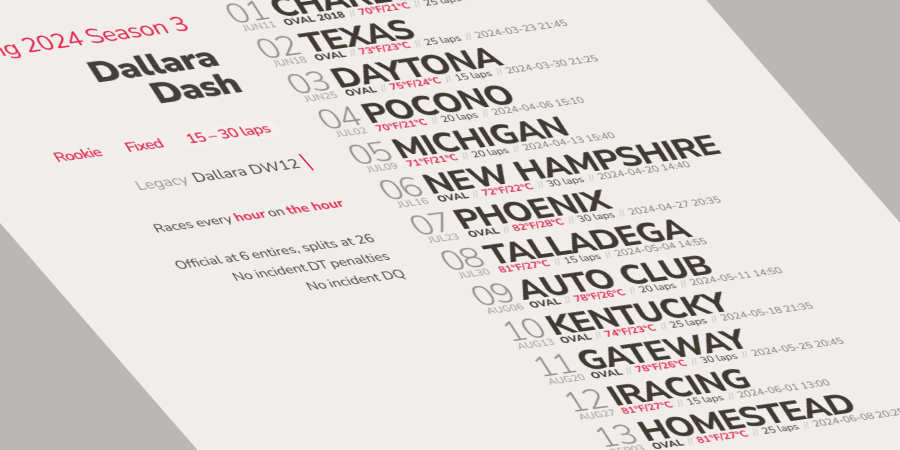 ng 2024 Season 3
Dallara
Dash
Rookie Fixed 15–30 laps
Legacy Dallara DW12
Races every hour on the hour
Official at 6 entires, splits at 26
No incident DT penalties
No incident DQ
01
JUN11 OVAL 2018 // 70°F/21°C
02 TEXAS
JUN18 OVAL // 73°F/23°C // 25 laps // 2024-03-23 21:45
03 DAYTONA
JUN25 OVAL // 75°F/24°C // 15 laps // 2024-03-30 21:25
04 POCONO
JUL02 70°F/21°C // 20 laps // 2024-04-06 15:10
05 MICHIGAN
JUL09 71°F/21°C // 20 laps // 2024-04-13 15:40
06 NEW HAMPSHIRE
JUL16 OVAL // 72°F/22°C // 30 laps // 2024-04-20 14:40
07 PHOENIX
JUL23 OVAL // 82°F/28°C // 30 laps // 2024-04-27 20:35
08 TALLADEGA
JUL30 81°F/27°C // 15 laps // 2024-05-04 14:55
09 AUTO CLUB
AUG06 OVAL // 78°F/26°C // 20 laps // 2024-05-11 14:50
10 KENTUCKY
AUG13 OVAL // 74°F/23°C // 25 laps // 2024-05-18 21:35
11 GATEWAY
AUG20 OVAL // 78°F/26°C // 30 laps // 2024-05-25 20:45
12 IRACING
AUG27 81°F/27°C // 15 laps // 2024-06-01 13:00
13 HOMESTEAD
OVAL // 81°F/27°C // 25 laps // 2024-06-08